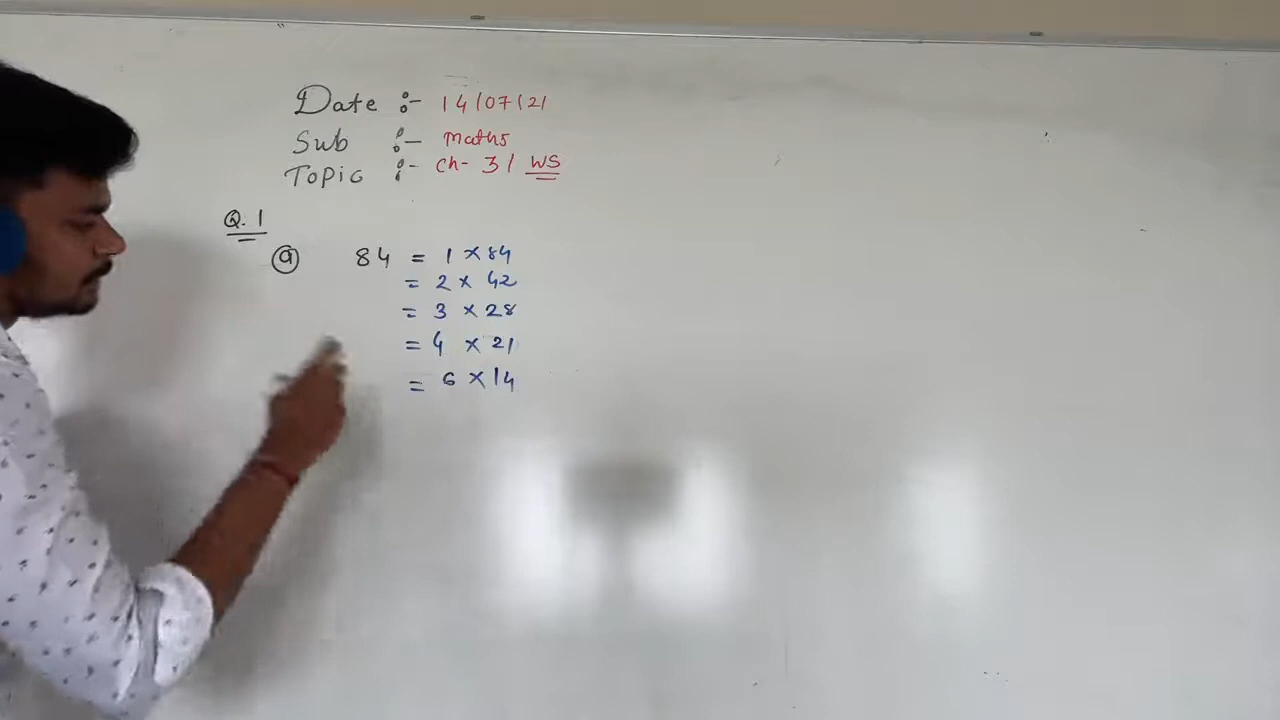 Date :- 14/07/21
Sub :- Maths
Topic :- Ch- 3 / WS
Q. 1
a 84 = 1 × 84
= 2 × 42
= 3 × 28
= 4 × 21
= 6 × 14